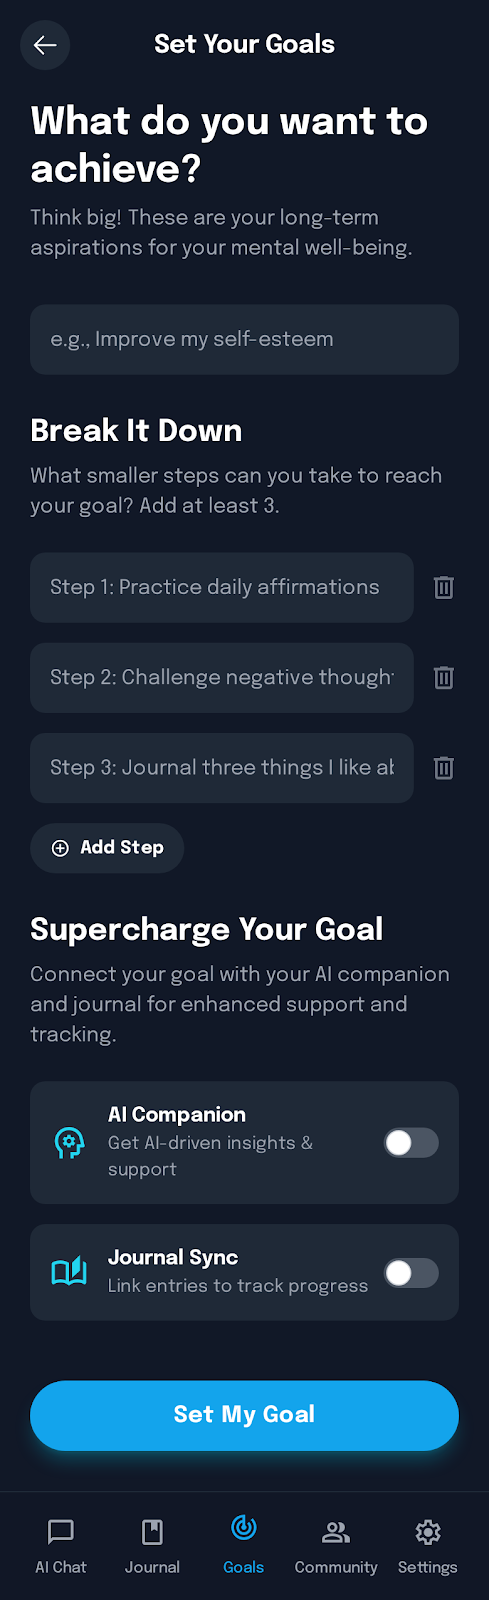 Set Your Goals
What do you want to
achieve?
Think big! These are your long-term
aspirations for your mental well-being.
e.g., Improve my self-esteem
Break It Down
What smaller steps can you take to reach
your goal? Add at least 3.
Step 1: Practice daily affirmations
Step 2: Challenge negative though
Step 3: Journal three things I like
Add Step
Supercharge Your Goal
Connect your goal with your AI companion
and journal for enhanced support and
tracking.
AI Companion
Get AI-driven insights &
support
Journal Sync
Link entries to track progress
Set My Goal
AI Chat
Journal
Goals
Community
Settings